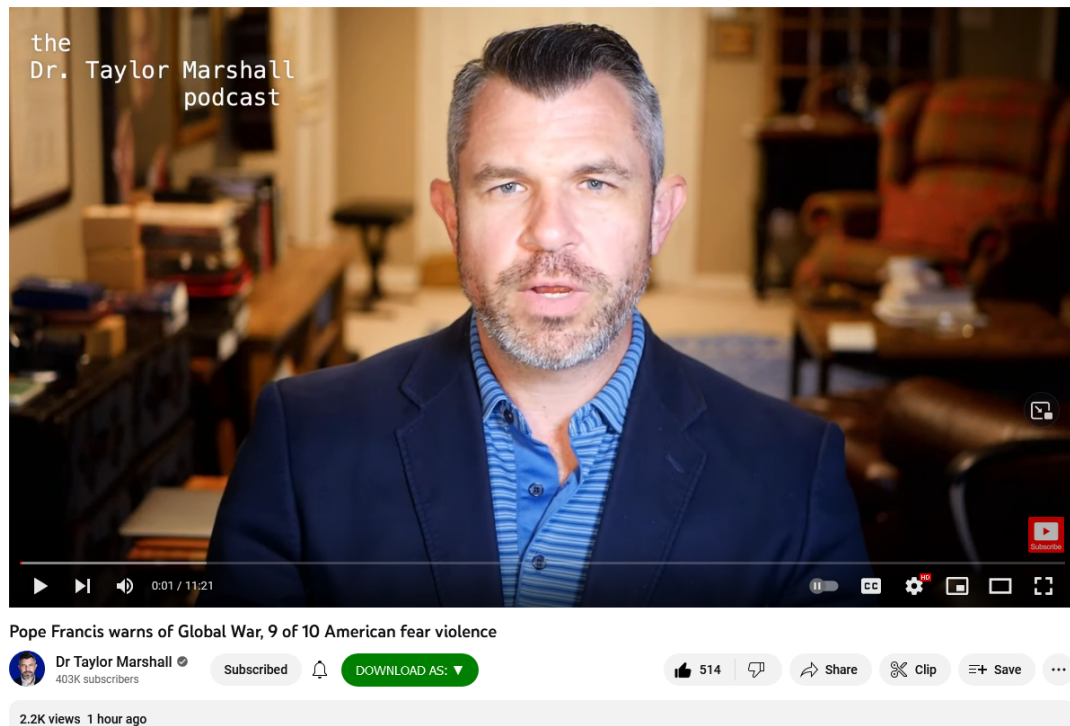 the
Dr. Taylor Marshall
podcast
Subscribe
0:01 / 11:21
CC
HD
Pope Francis warns of Global War, 9 of 10 American fear violence
Dr Taylor Marshall
403K subscribers
Subscribed
DOWNLOAD AS: ▼
514
Share
Clip
Save
2.2K views 1 hour ago